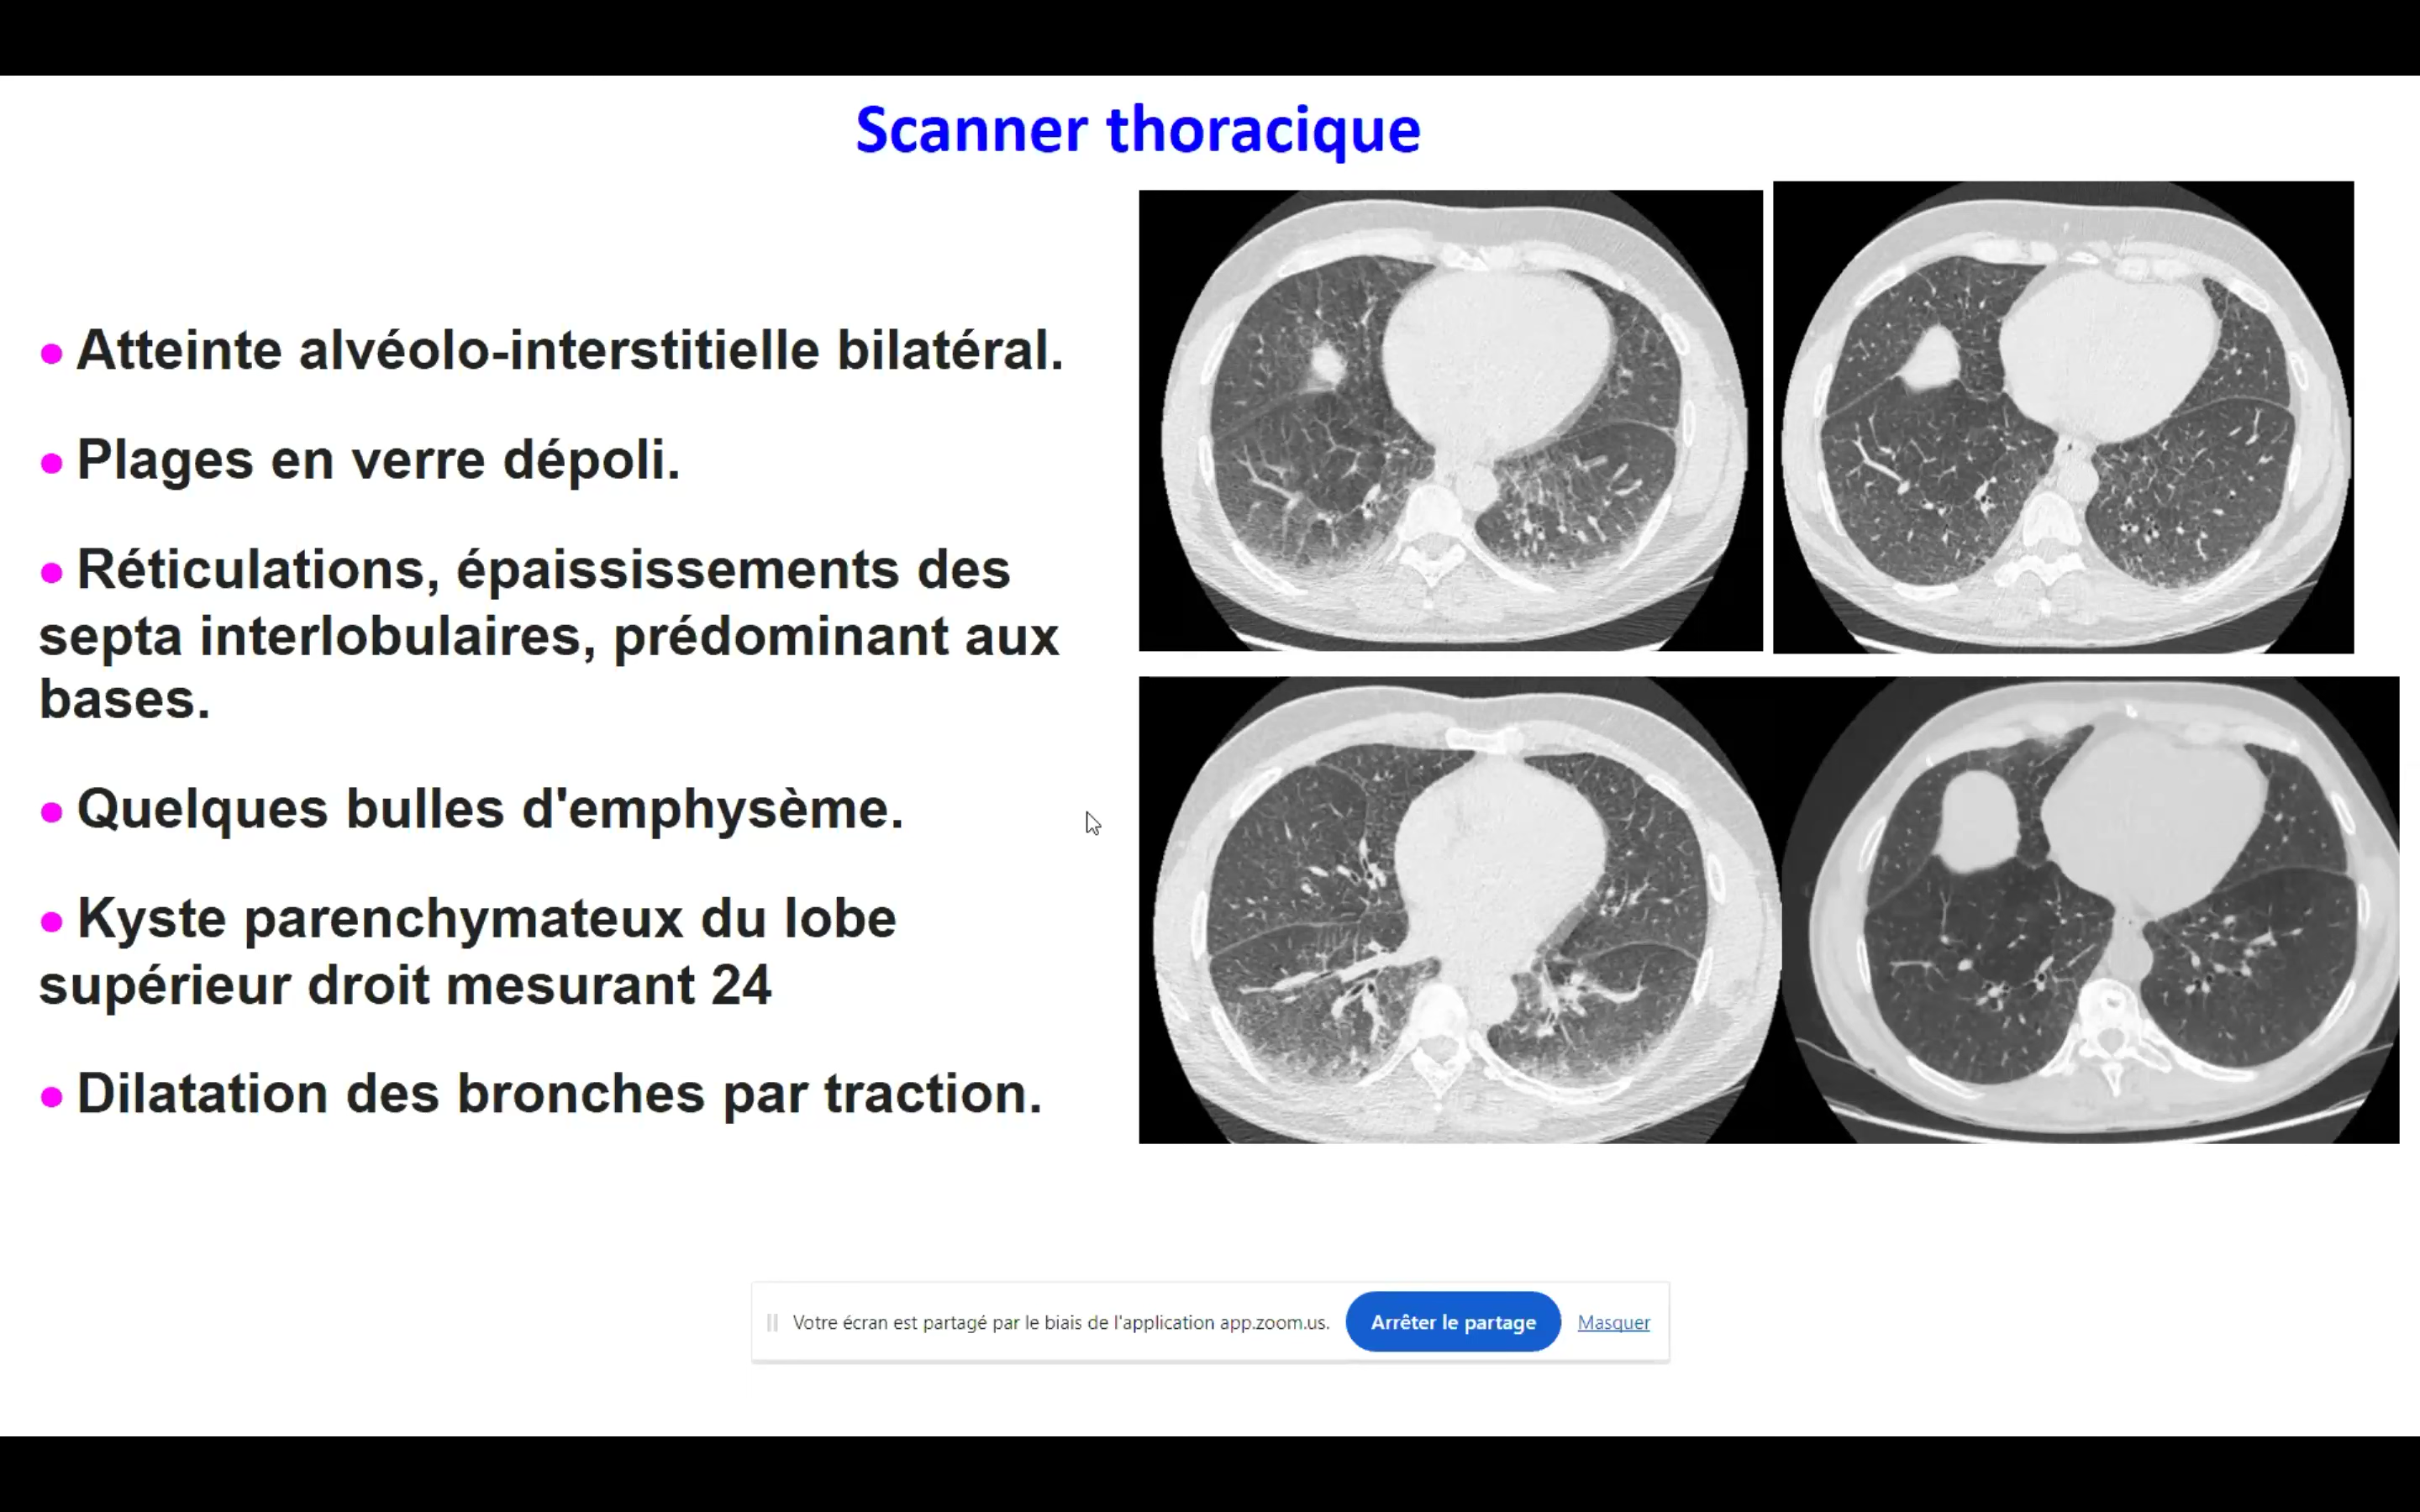 Scanner thoracique
• Atteinte alvéolo-interstitielle bilatéral.
• Plages en verre dépoli.
• Réticulations, épaississements des
septa interlobulaires, prédominant aux
bases.
• Quelques bulles d'emphysème.
• Kyste parenchymateux du lobe
supérieur droit mesurant 24
• Dilatation des bronches par traction.
Votre écran est partagé par le biais de l'application app.zoom.us. Arrêter le partage Masquer